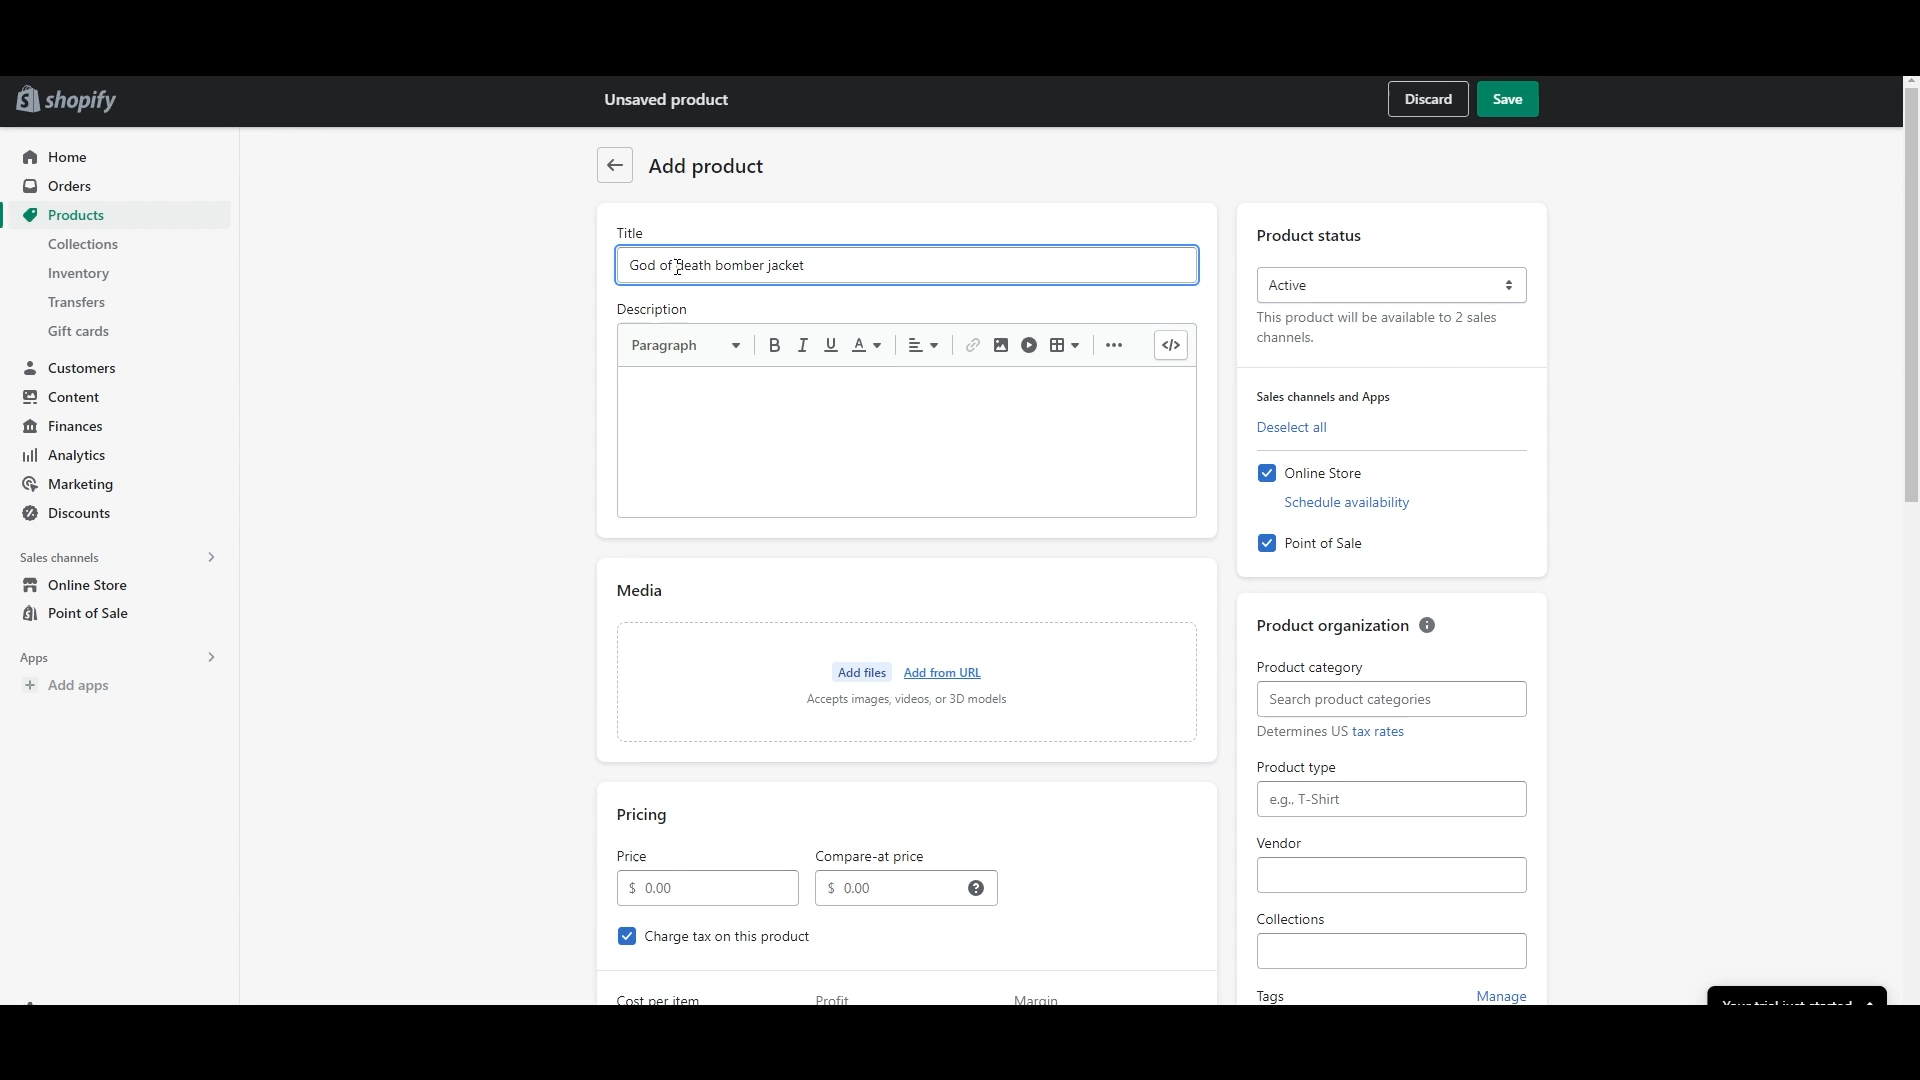 shopify
Unsaved product
Discard
Save
Home
Orders
Products
Collections
Inventory
Transfers
Gift cards
Customers
Content
Finances
Analytics
Marketing
Discounts
Sales channels
Online Store
Point of Sale
Apps
Add apps
Add product
Title
God of death bomber jacket
Description
Paragraph
Media
Add files Add from URL
Accepts images, videos, or 3D models
Pricing
Price Compare-at price
$ 0.00 $ 0.00
Charge tax on this product
Cost per item Profit Margin
Product status
Active
This product will be available to 2 sales
channels.
Sales channels and Apps
Deselect all
Online Store
Schedule availability
Point of Sale
Product organization
Product category
Search product categories
Determines US tax rates
Product type
e.g., T-Shirt
Vendor
Collections
Tags Manage
Your trial just started